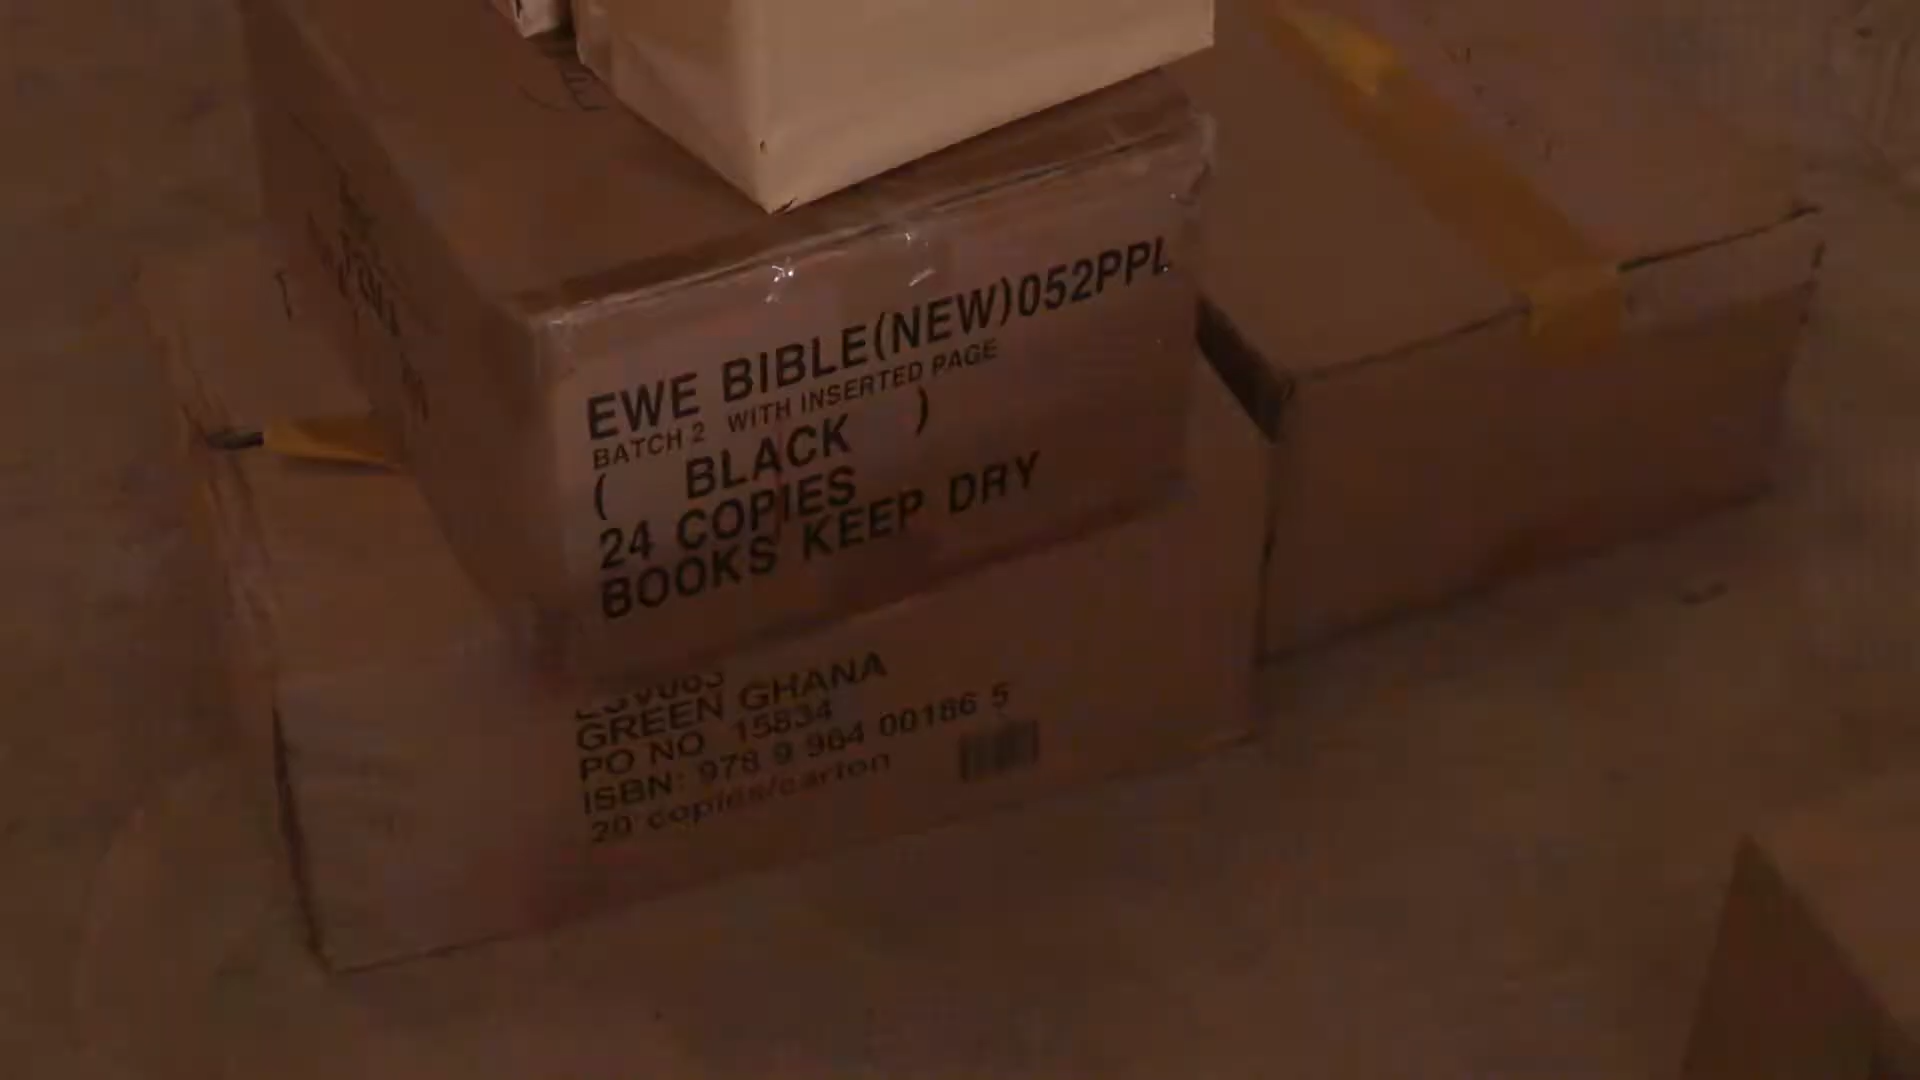 EWE BIBLE(NEW)052PPL
BATCH 2 WITH INSERTED PAGE
( BLACK )
24 COPIES
BOOKS KEEP DRY
GREEN GHANA
PO NO 15834
ISBN: 978 9 964 00186 5
20 copies/carton